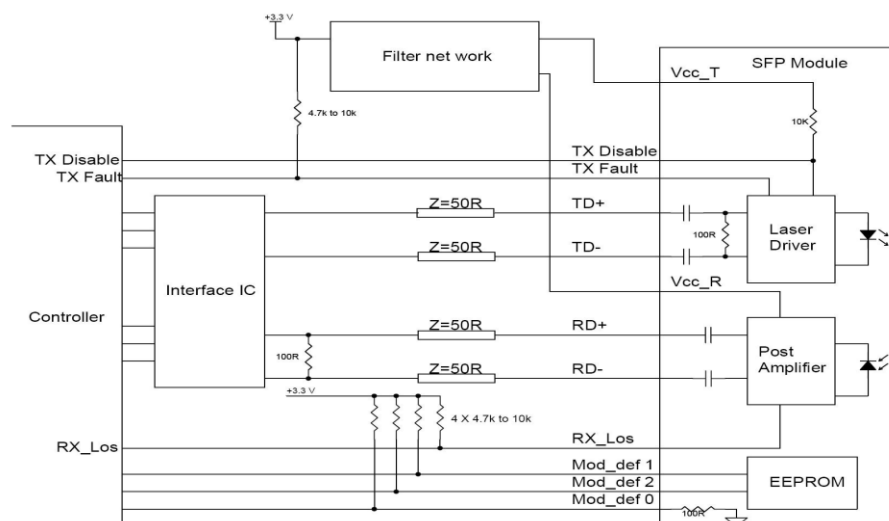 +3.3 V
Filter net work
SFP Module
Vcc_T
4.7k to 10k
10K
TX Disable
TX Disable
TX Fault
TX Fault
Z=50R
TD+
100R
Laser
Driver
Z=50R
TD-
Interface IC
Vcc_R
Controller
Z=50R
RD+
100R
Post
Amplifier
Z=50R
RD-
+3.3 V
4 X 4.7k to 10k
RX_Los
RX_Los
Mod_def 1
Mod_def 2
EEPROM
Mod_def 0
100R